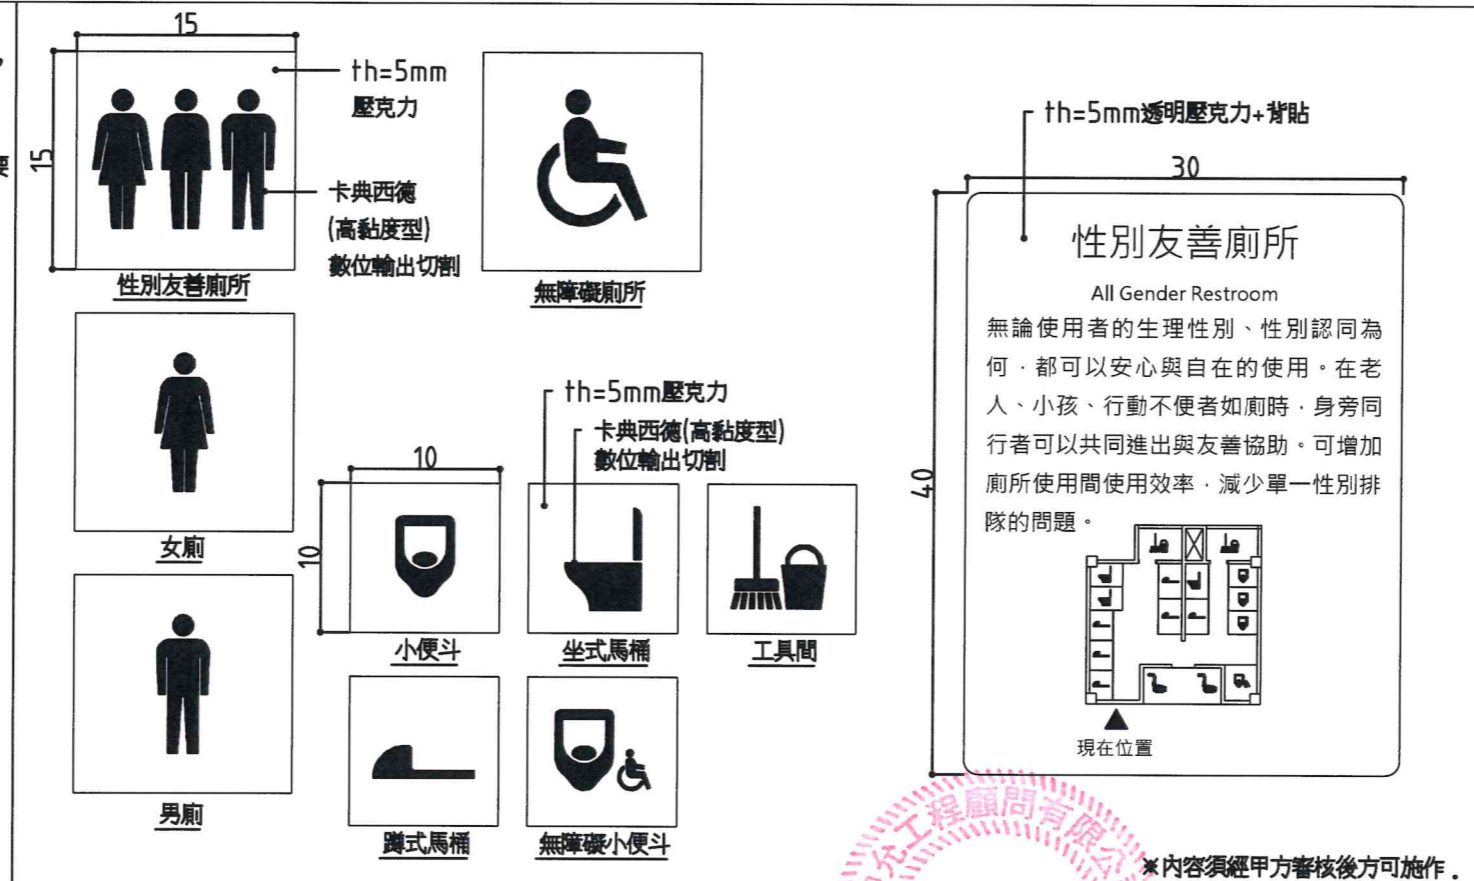 15
15
th=5mm
壓克力
卡典西德
(高黏度型)
數位輸出切割
性別友善廁所
無障礙廁所
女廁
男廁
th=5mm壓克力
卡典西德(高黏度型)
數位輸出切割
10
10
小便斗
坐式馬桶
工具間
蹲式馬桶
無障礙小便斗
th=5mm透明壓克力+背貼
30
40
性別友善廁所
All Gender Restroom
無論使用者的生理性別、性別認同為
何，都可以安心與自在的使用。在老
人、小孩、行動不便者如廁時，身旁同
行者可以共同進出與友善協助。可增加
廁所使用間使用效率，減少單一性別排
隊的問題。
現在位置
工程顧問有限公
※內容須經甲方審核後方可施作.